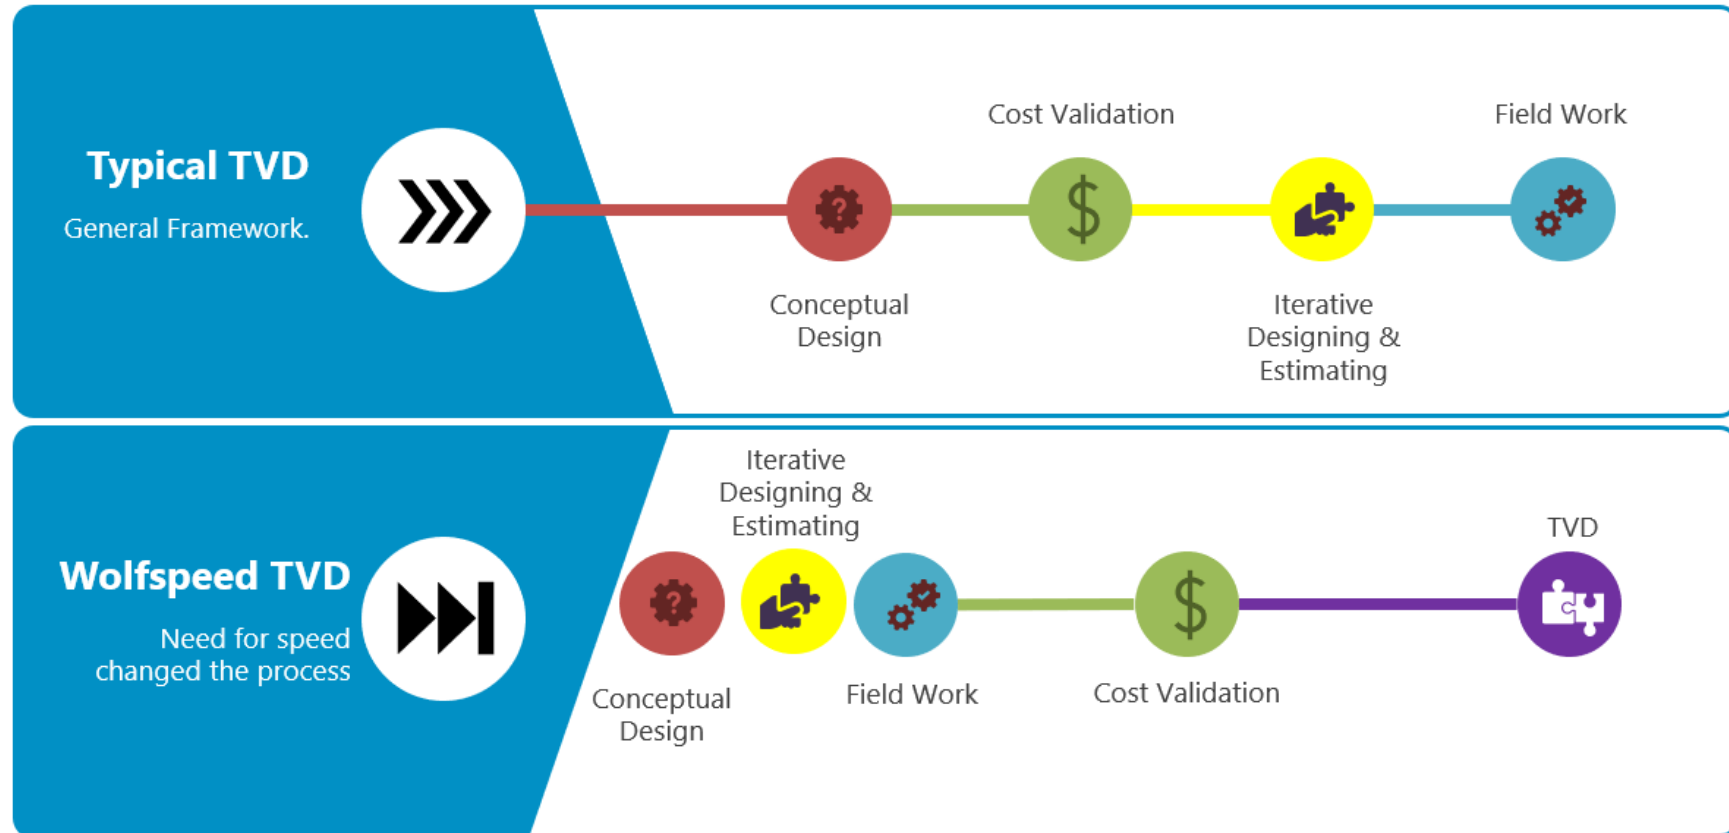 Typical TVD
General Framework.
Cost Validation
Field Work
?
$
Conceptual
Design
Iterative
Designing &
Estimating
Wolfspeed TVD
Need for speed
changed the process
Iterative
Designing &
Estimating
TVD
?
$
Conceptual
Design
Field Work
Cost Validation